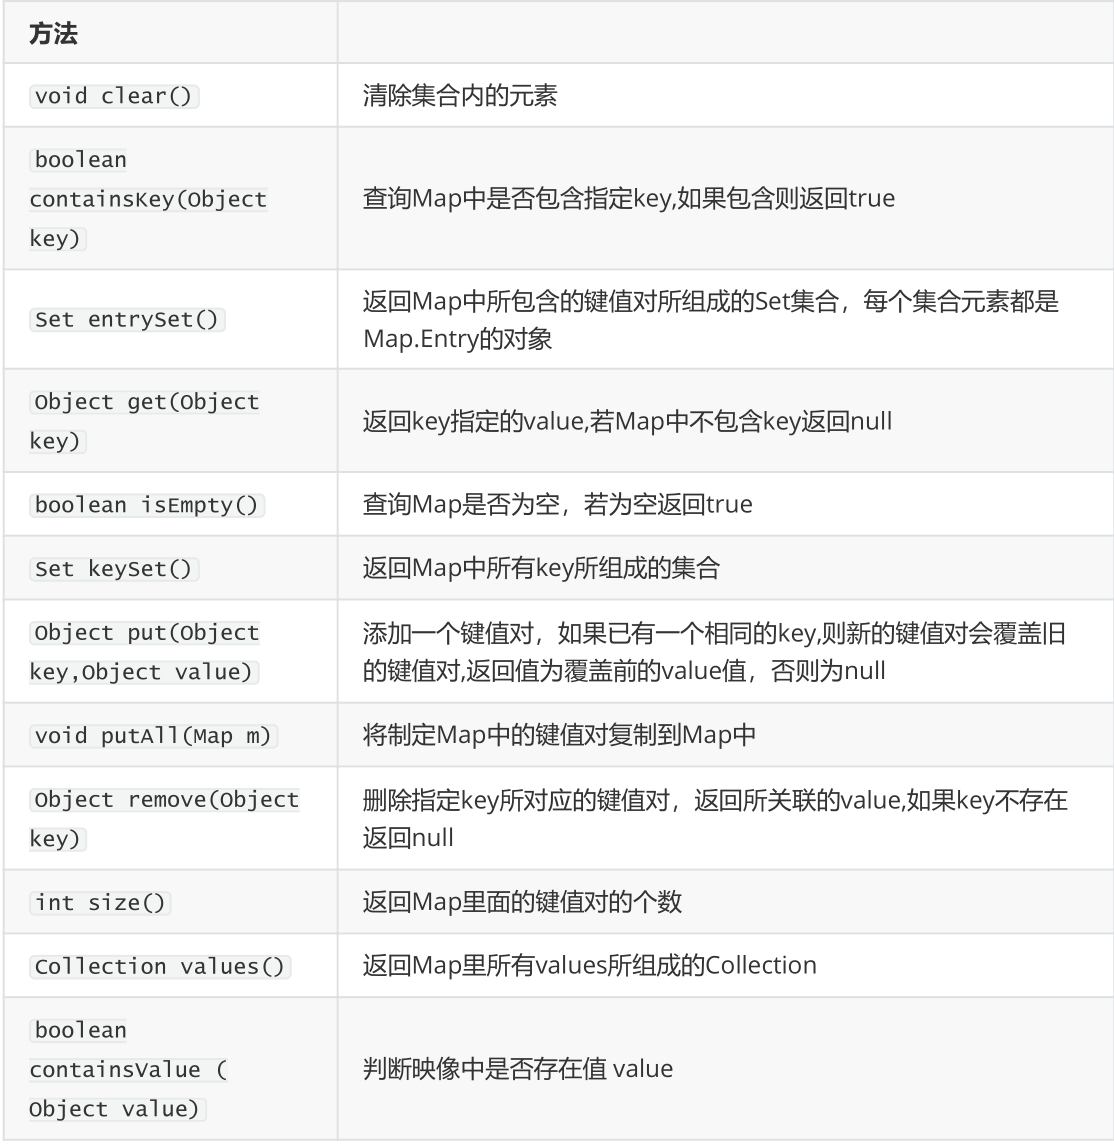 方法
void clear()
清除集合内的元素
boolean
containsKey(Object
key)
查询Map中是否包含指定key,如果包含则返回true
Set entrySet()
返回Map中所包含的键值对所组成的Set集合，每个集合元素都是
Map.Entry的对象
Object get(Object
key)
返回key指定的value,若Map中不包含key返回null
boolean isEmpty()
查询Map是否为空，若为空返回true
Set keySet()
返回Map中所有key所组成的集合
Object put(Object
key,Object value)
添加一个键值对，如果已有一个相同的key,则新的键值对会覆盖旧
的键值对,返回值为覆盖前的value值，否则为null
void putAll(Map m)
将制定Map中的键值对复制到Map中
Object remove(Object
key)
删除指定key所对应的键值对，返回所关联的value,如果key不存在
返回null
int size()
返回Map里面的键值对的个数
Collection values()
返回Map里所有values所组成的Collection
boolean
containsValue (
Object value)
判断映像中是否存在值 value